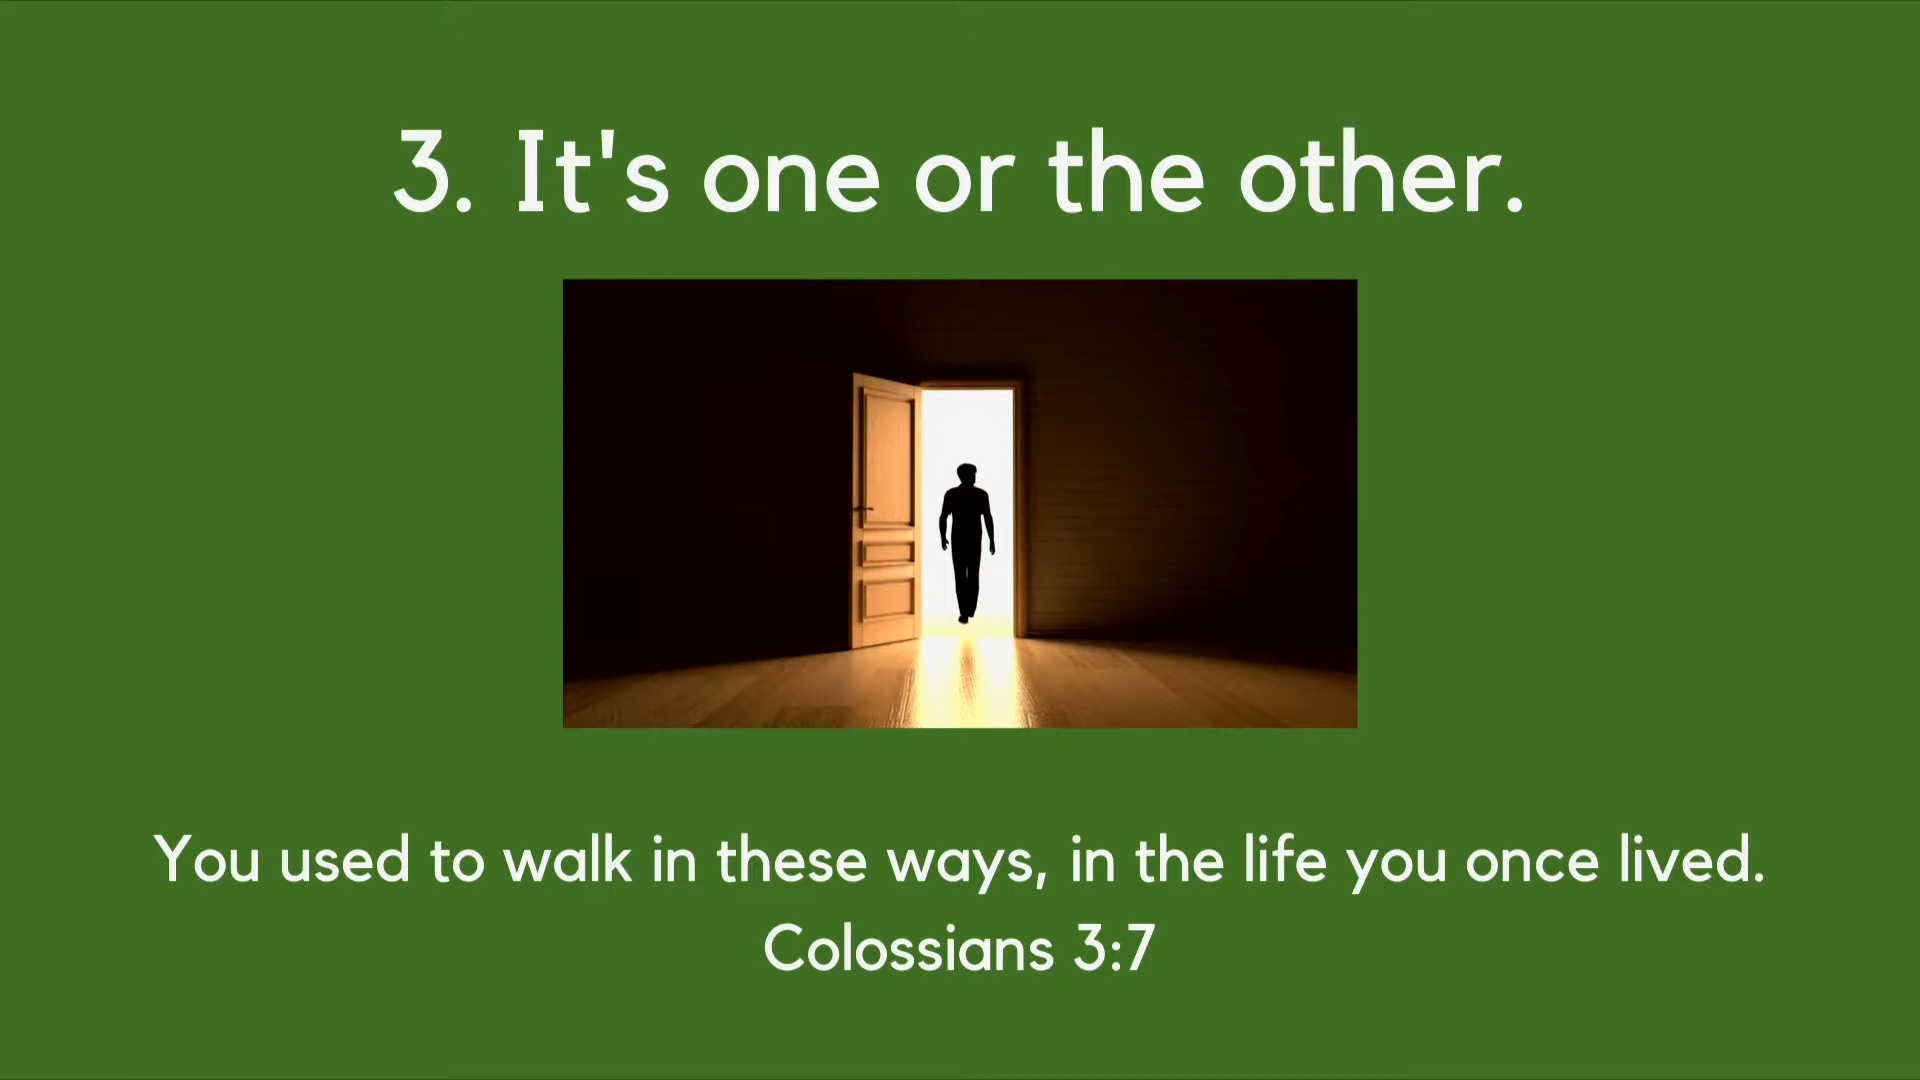 3. It's one or the other.
You used to walk in these ways, in the life you once lived.
Colossians 3:7